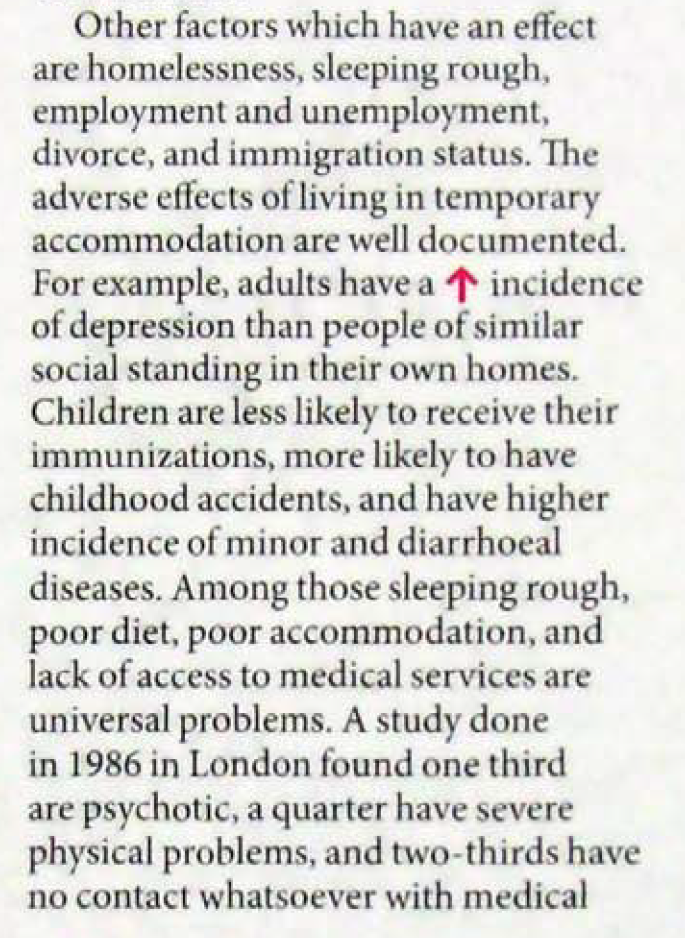 Other factors which have an effect
are homelessness, sleeping rough,
employment and unemployment,
divorce, and immigration status. The
adverse effects of living in temporary
accommodation are well documented.
For example, adults have a ↑ incidence
of depression than people of similar
social standing in their own homes.
Children are less likely to receive their
immunizations, more likely to have
childhood accidents, and have higher
incidence of minor and diarrhoeal
diseases. Among those sleeping rough,
poor diet, poor accommodation, and
lack of access to medical services are
universal problems. A study done
in 1986 in London found one third
are psychotic, a quarter have severe
physical problems, and two-thirds have
no contact whatsoever with medical